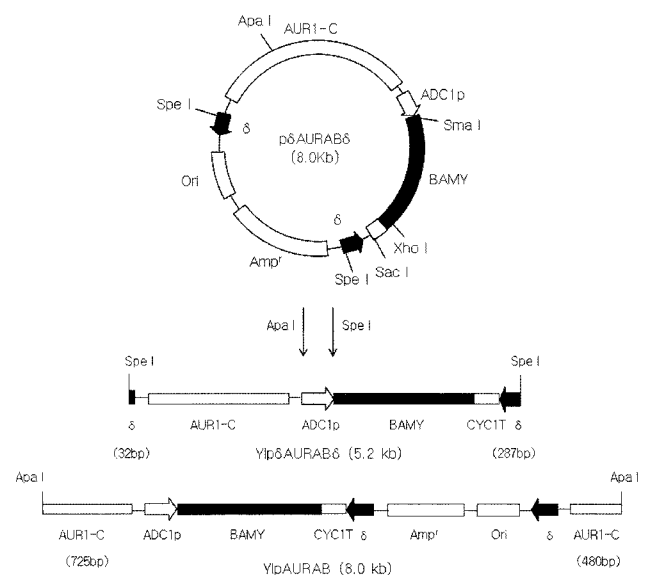 Apa I
AUR1-C
ADC1p
Spe I
Sma I
δ
pδAURABδ
(8.0Kb)
Ori
BAMY
δ
Xho I
Ampʳ
Spe I
Sac I
Apa I
Spe I
Spe I
Spe I
δ
AUR1-C
ADC1p
BAMY
CYC1T
δ
(32bp)
YIpδAURABδ (5.2 kb)
(287bp)
Apa I
Apa I
AUR1-C
ADC1p
BAMY
CYC1T
δ
Ampʳ
Ori
δ
AUR1-C
(725bp)
(480bp)
YIpAURAB (8.0 kb)